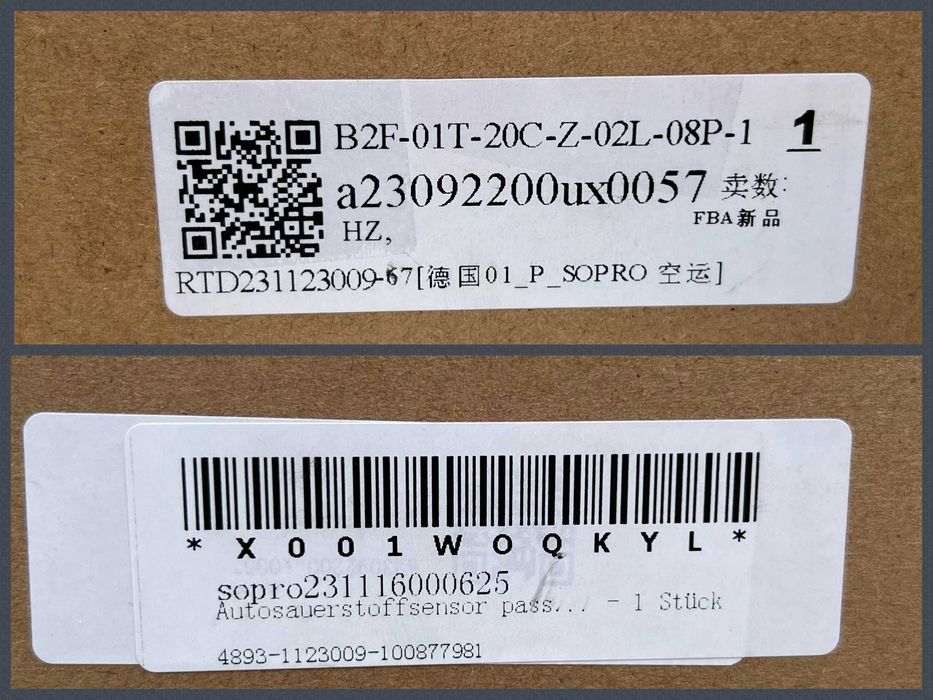 B2F-01T-20C-Z-02L-08P-1 1
a23092200ux0057 卖数:
FBA新品
HZ,
RTD231123009-67[德国01_P_SOPRO 空运]
* X 0 0 1 W O Q K Y L *
sopro231116000625
Autosauerstoffsensor pass/... - 1 Stück
4893-1123009-100877981